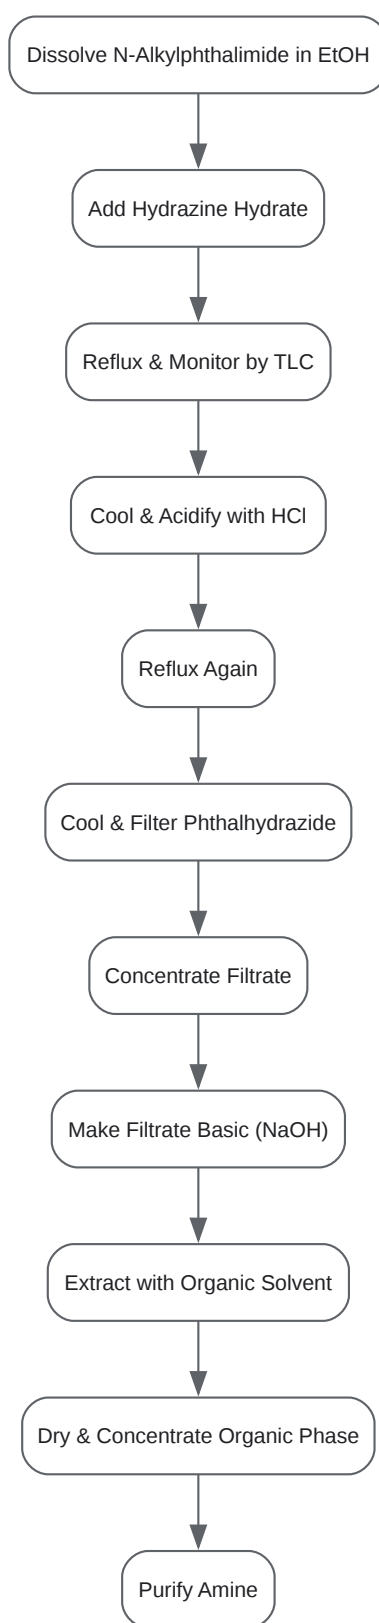 Dissolve N-Alkylphthalimide in EtOH
Add Hydrazine Hydrate
Reflux & Monitor by TLC
Cool & Acidify with HCl
Reflux Again
Cool & Filter Phthalhydrazide
Concentrate Filtrate
Make Filtrate Basic (NaOH)
Extract with Organic Solvent
Dry & Concentrate Organic Phase
Purify Amine